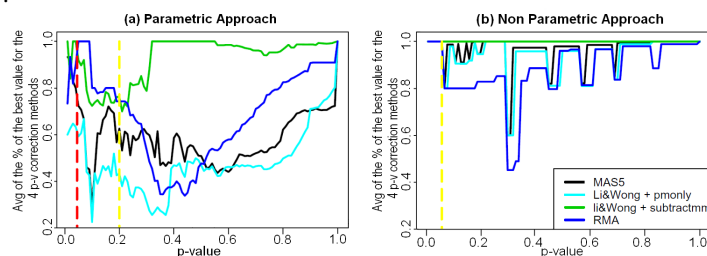 (a) Parametric Approach
Avg of the % of the best value for the
4 p-v correction methods
0.2 0.4 0.6 0.8 1.0
0.0 0.2 0.4 0.6 0.8 1.0
p-value
(b) Non Parametric Approach
Avg of the % of the best value for the
4 p-v correction methods
0.2 0.4 0.6 0.8 1.0
MAS5
Li&Wong + pmonly
li&Wong + subtractmm
RMA
0.0 0.2 0.4 0.6 0.8 1.0
p-value